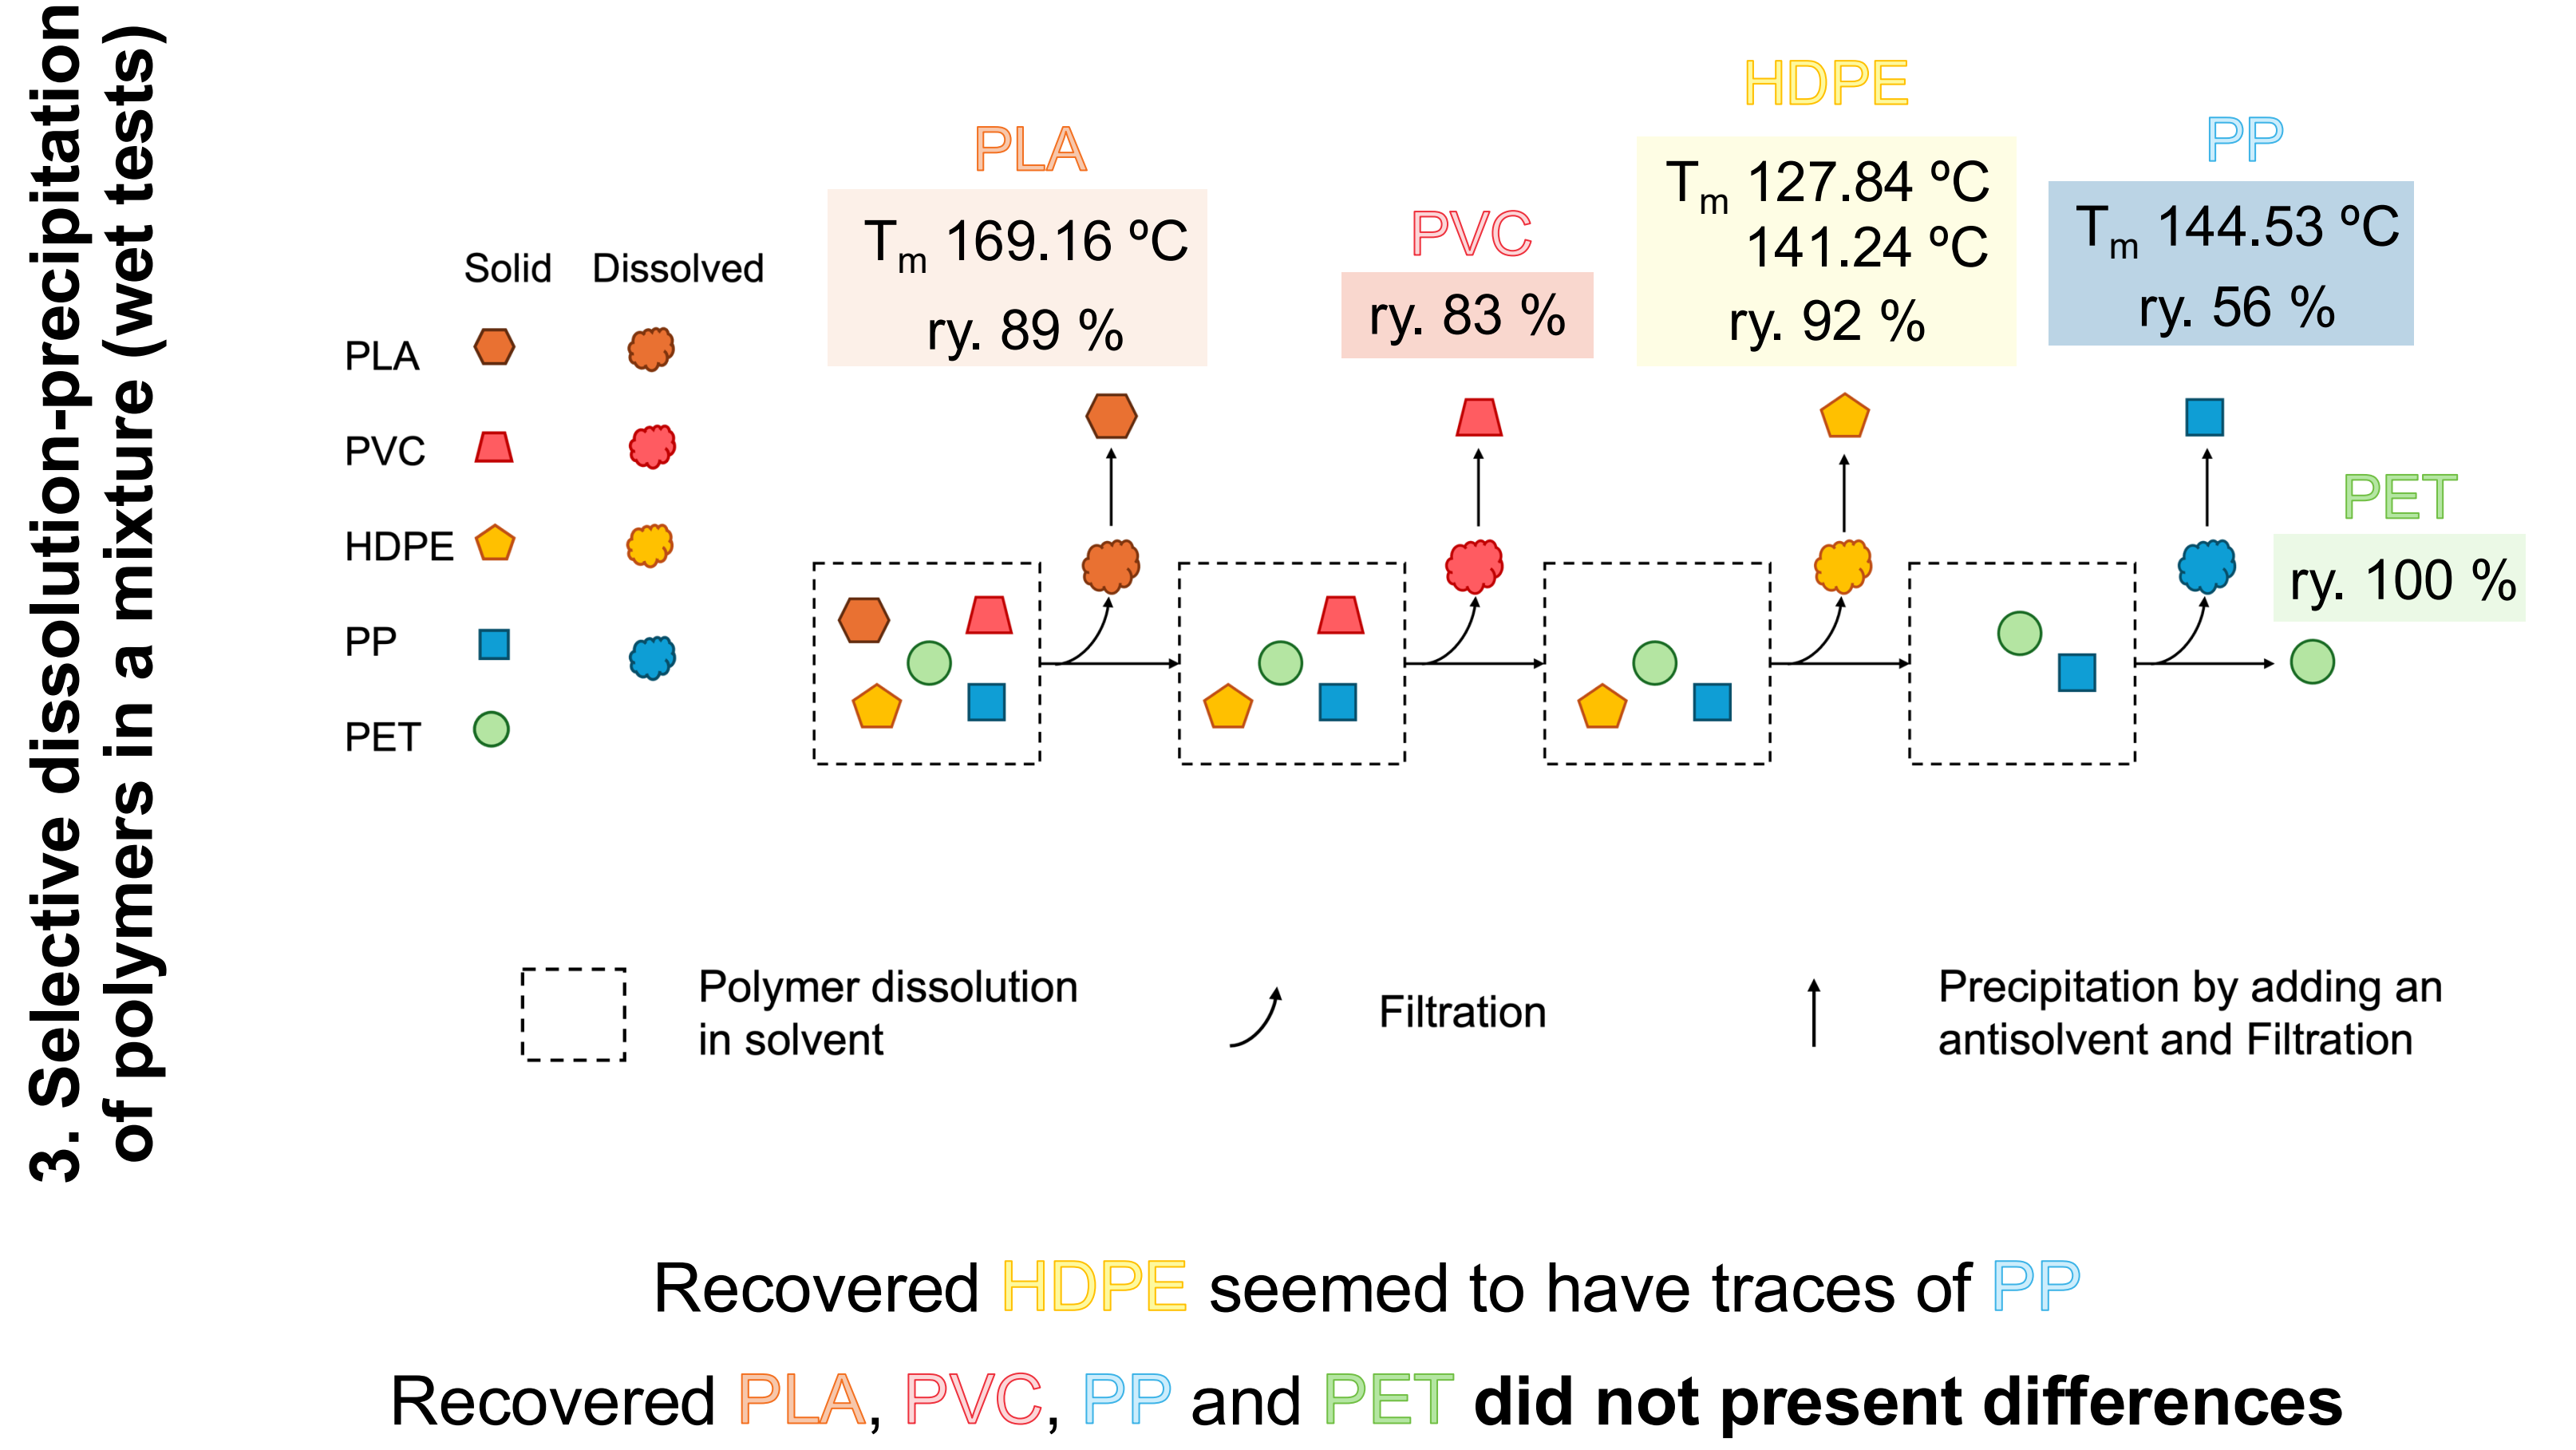 3. Selective dissolution-precipitation
of polymers in a mixture (wet tests)
Solid Dissolved
PLA
PVC
HDPE
PP
PET
PLA
Tm 169.16 ºC
ry. 89 %
PVC
ry. 83 %
HDPE
Tm 127.84 ºC
141.24 ºC
ry. 92 %
PP
Tm 144.53 ºC
ry. 56 %
PET
ry. 100 %
Polymer dissolution
in solvent
Filtration
Precipitation by adding an
antisolvent and Filtration
Recovered HDPE seemed to have traces of PP
Recovered PLA, PVC, PP and PET did not present differences